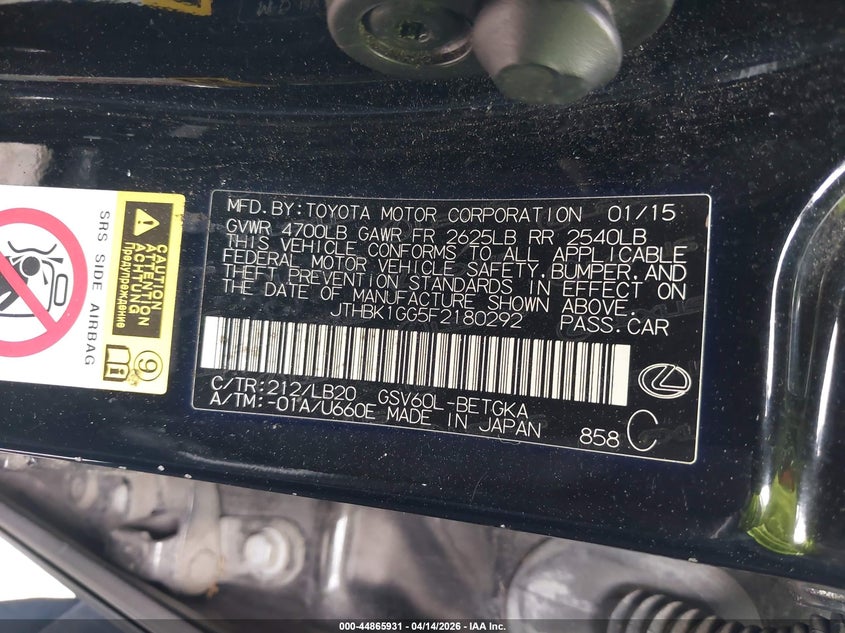 MFD.BY:TOYOTA MOTOR CORPORATION 01/15
GVWR 4700LB GAWR FR 2625LB RR 2540LB
THIS VEHICLE CONFORMS TO ALL APPLICABLE
FEDERAL MOTOR VEHICLE SAFETY,BUMPER,AND
THEFT PREVENTION STANDARDS IN EFFECT ON
THE DATE OF MANUFACTURE SHOWN ABOVE.
JTHBK1GG5F2180292 PASS.CAR
C/TR:212/LB20 GSV60L-BETGKA
A/TM:-01A/U660E MADE IN JAPAN 858 C
SRS SIDE AIRBAG
CAUTION
ATTENTION
ACHTUNG
Предупреждение
9
000-44865931 - 04/14/2026 - IAA Inc.